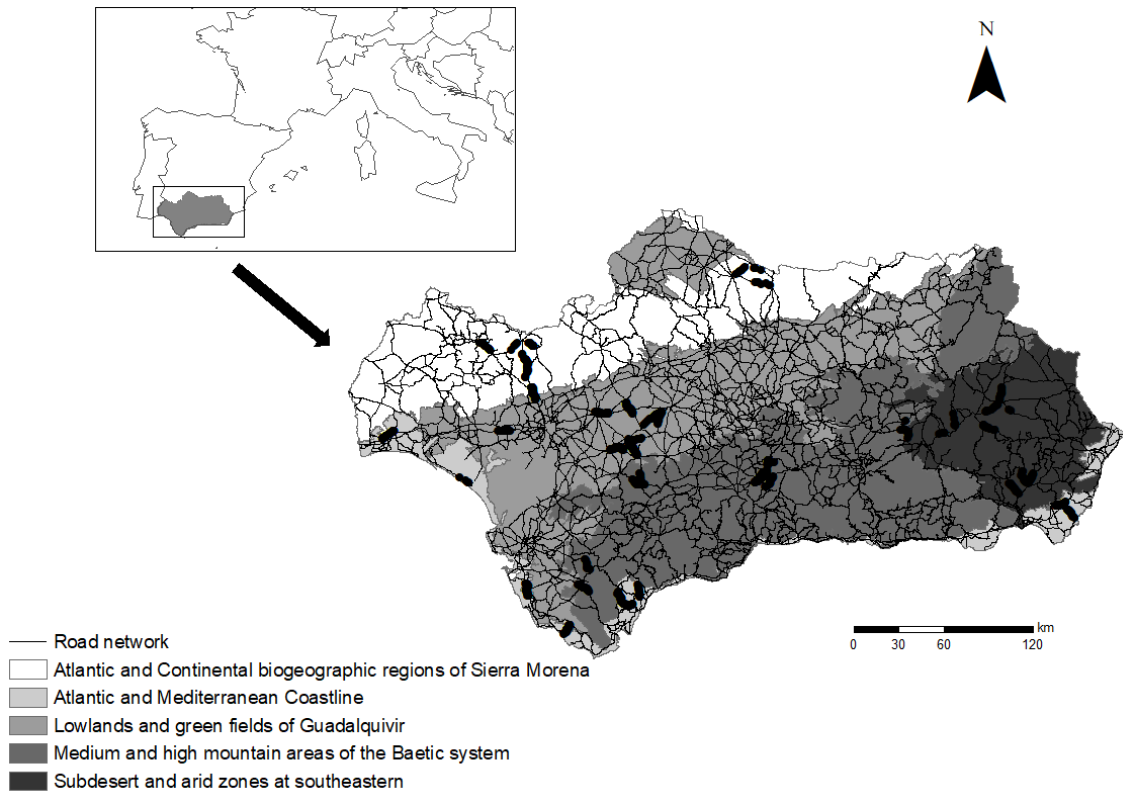 N
km
0 30 60 120
Road network
Atlantic and Continental biogeographic regions of Sierra Morena
Atlantic and Mediterranean Coastline
Lowlands and green fields of Guadalquivir
Medium and high mountain areas of the Baetic system
Subdesert and arid zones at southeastern